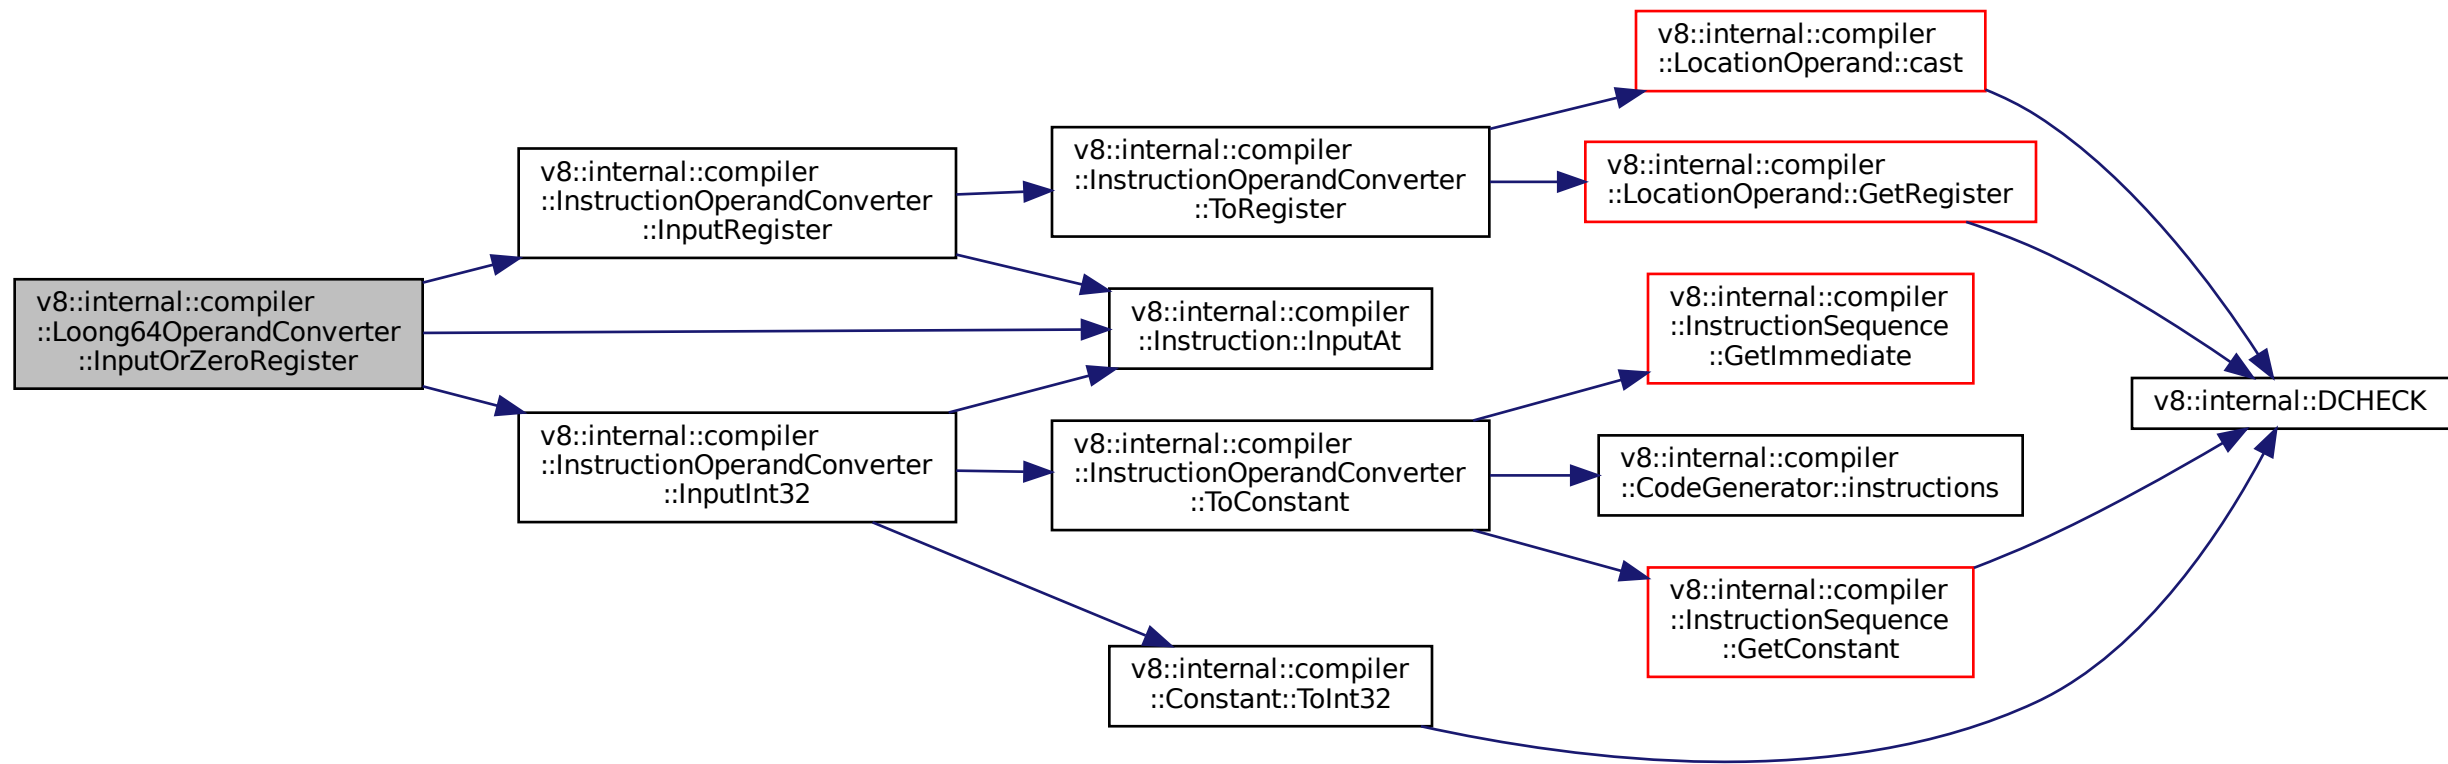 v8::internal::compiler
::Loong64OperandConverter
::InputOrZeroRegister
v8::internal::compiler
::InstructionOperandConverter
::InputRegister
v8::internal::compiler
::InstructionOperandConverter
::InputInt32
v8::internal::compiler
::InstructionOperandConverter
::ToRegister
v8::internal::compiler
::Instruction::InputAt
v8::internal::compiler
::InstructionOperandConverter
::ToConstant
v8::internal::compiler
::Constant::ToInt32
v8::internal::compiler
::LocationOperand::cast
v8::internal::compiler
::LocationOperand::GetRegister
v8::internal::compiler
::InstructionSequence
::GetImmediate
v8::internal::compiler
::CodeGenerator::instructions
v8::internal::compiler
::InstructionSequence
::GetConstant
v8::internal::DCHECK